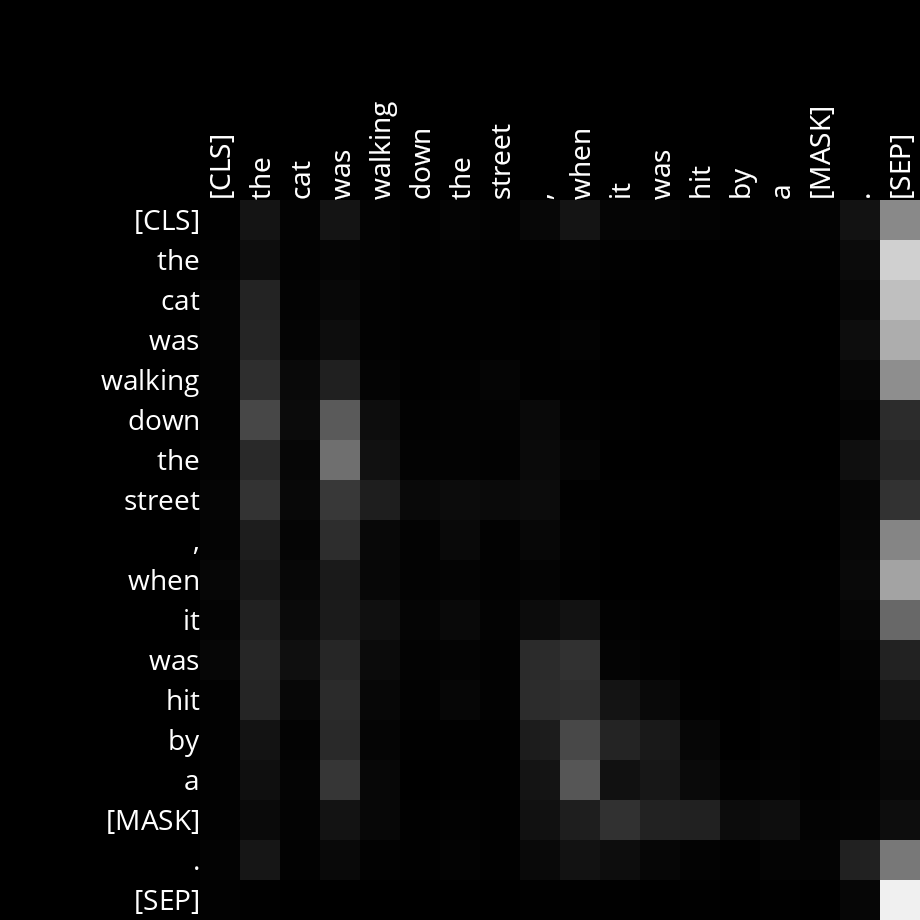 [CLS] the cat was walking down the street , when it was hit by a [MASK] . [SEP]
[CLS]
the
cat
was
walking
down
the
street
,
when
it
was
hit
by
a
[MASK]
.
[SEP]